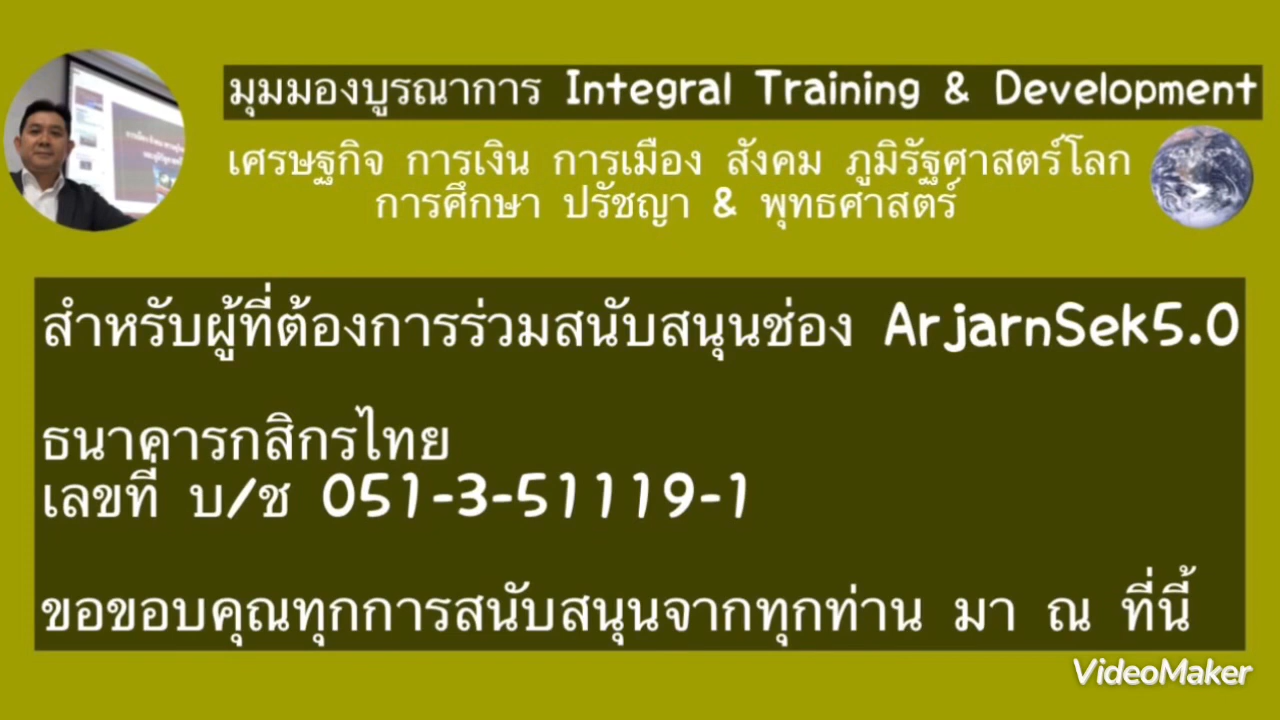 มุมมองบูรณาการ Integral Training & Development
เศรษฐกิจ การเงิน การเมือง สังคม ภูมิรัฐศาสตร์โลก
การศึกษา ปรัชญา & พุทธศาสตร์
สำหรับผู้ที่ต้องการร่วมสนับสนุนช่อง ArjarnSek5.0
ธนาคารกสิกรไทย
เลขที่ บ/ช 051-3-51119-1
ขอขอบคุณทุกการสนับสนุนจากทุกท่าน มา ณ ที่นี้
VideoMaker